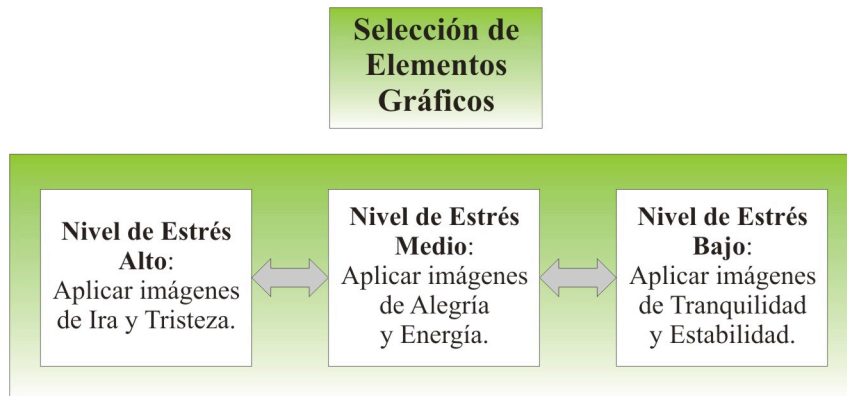 Selección de
Elementos
Gráficos
Nivel de Estrés
Alto:
Aplicar imágenes
de Ira y Tristeza.
Nivel de Estrés
Medio:
Aplicar imágenes
de Alegría
y Energía.
Nivel de Estrés
Bajo:
Aplicar imágenes
de Tranquilidad
y Estabilidad.